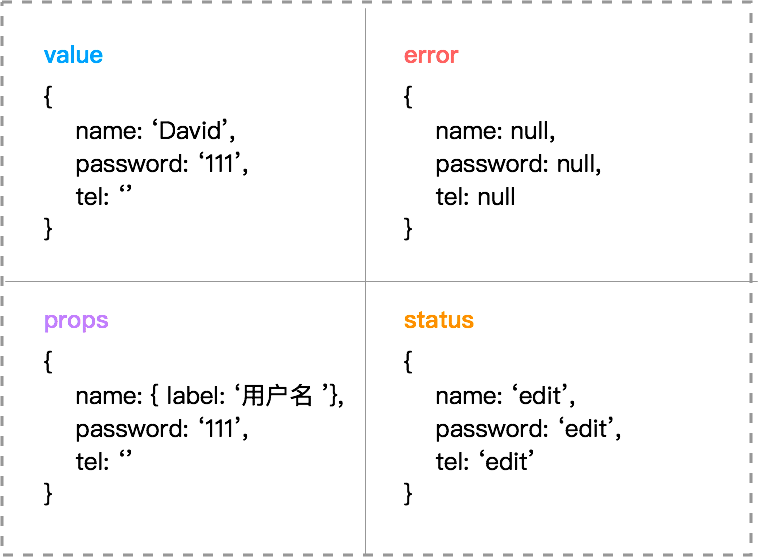 value
{
name: ‘David’,
password: ‘111’,
tel: ‘’
}
error
{
name: null,
password: null,
tel: null
}
props
{
name: { label: ‘用户名 ’},
password: ‘111’,
tel: ‘’
}
status
{
name: ‘edit’,
password: ‘edit’,
tel: ‘edit’
}